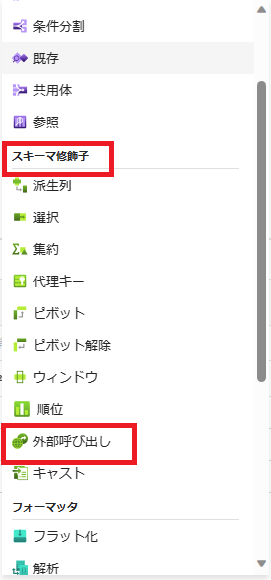 条件分割
既存
共用体
参照
スキーマ修飾子
派生列
選択
集約
代理キー
ピボット
ピボット解除
ウィンドウ
順位
外部呼び出し
キャスト
フォーマッタ
フラット化
解析